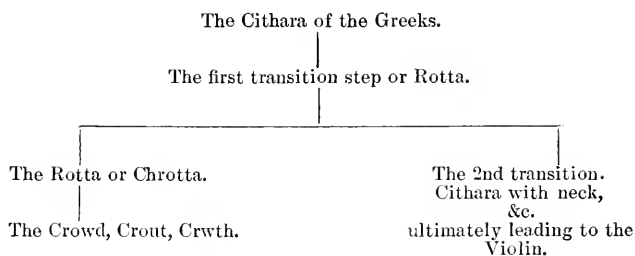 The Cithara of the Greeks.
The first transition step or Rotta.
The Rotta or Chrotta.
The Crowd, Crout, Crwth.
The 2nd transition.
Cithara with neck,
&c.
ultimately leading to the
Violin.